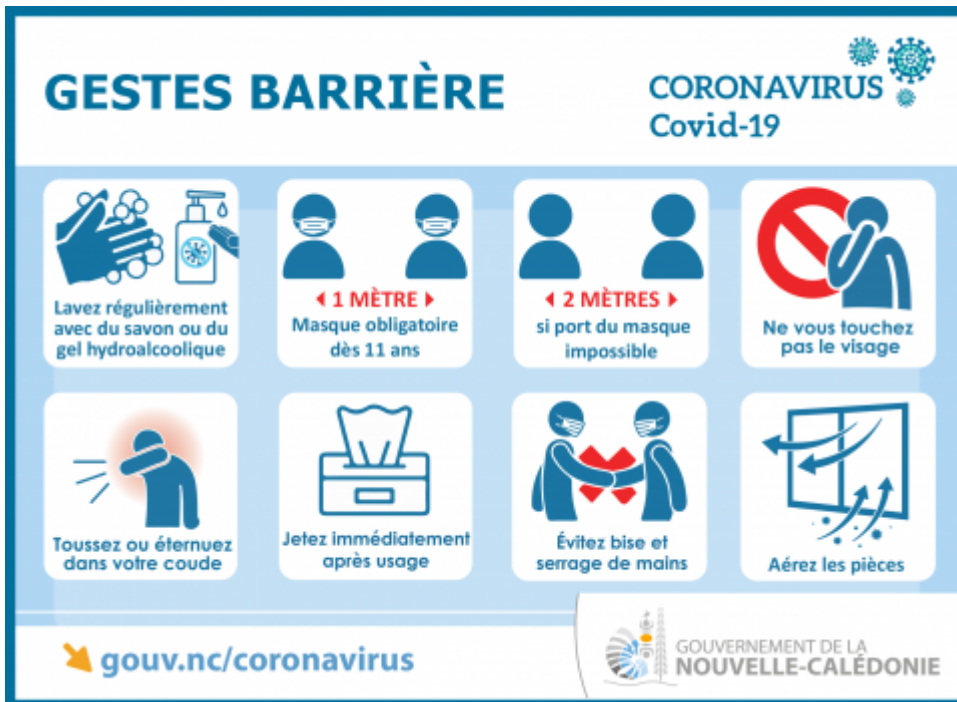 GESTES BARRIÈRE
CORONAVIRUS
Covid-19
Lavez régulièrement
avec du savon ou du
gel hydroalcoolique
1 MÈTRE
Masque obligatoire
dès 11 ans
2 MÈTRES
si port du masque
impossible
Ne vous touchez
pas le visage
Toussez ou éternuez
dans votre coude
Jetez immédiatement
après usage
Évitez bise et
serrage de mains
Aérez les pièces
gouv.nc/coronavirus
GOUVERNEMENT DE LA
NOUVELLE-CALÉDONIE